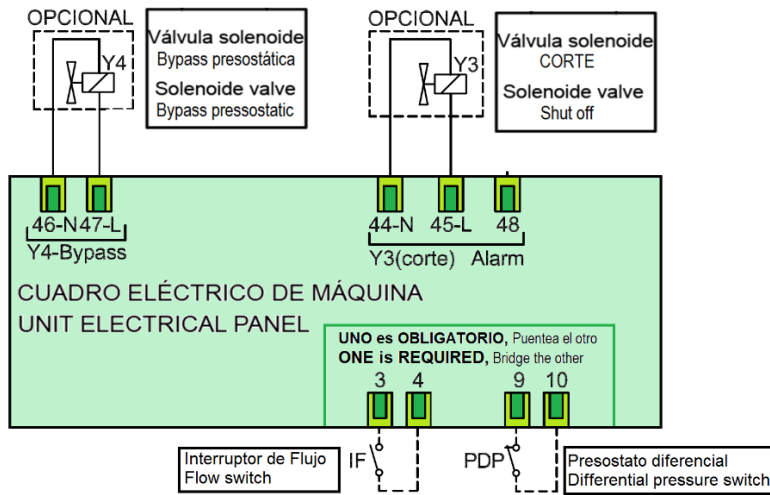 OPCIONAL
Y4
Válvula solenoide
Bypass presostática
Solenoide valve
Bypass pressostatic
OPCIONAL
Y3
Válvula solenoide
CORTE
Solenoide valve
Shut off
46-N 47-L
Y4-Bypass
44-N 45-L 48
Y3(corte) Alarm
CUADRO ELÉCTRICO DE MÁQUINA
UNIT ELECTRICAL PANEL
UNO es OBLIGATORIO, Puentea el otro
ONE is REQUIRED, Bridge the other
3 4 9 10
Interruptor de Flujo
Flow switch
IF
PDP
Presostato diferencial
Differential pressure switch